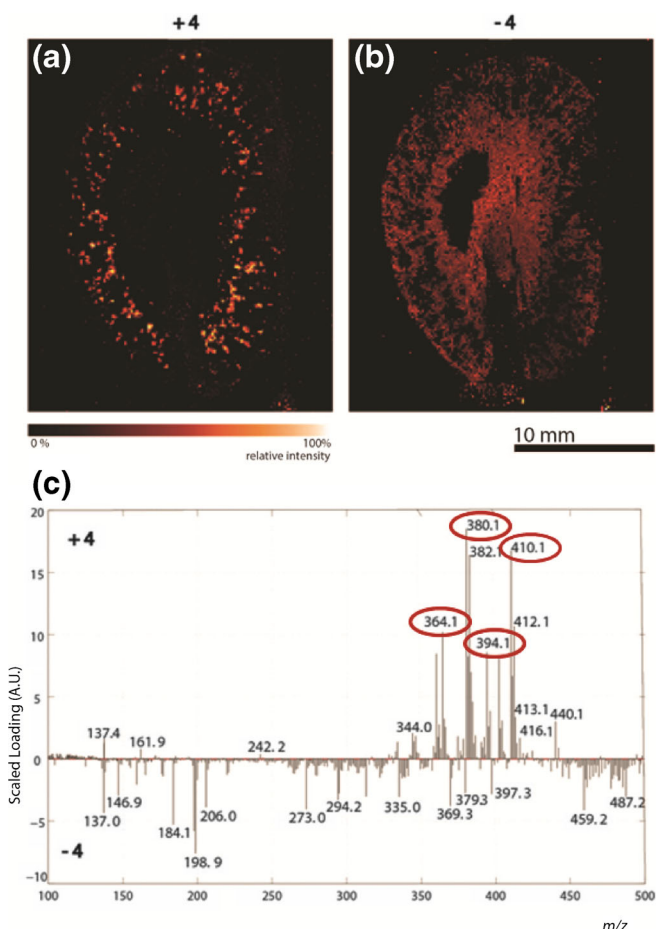 +4 -4
(a) (b)
0 % 100%
relative intensity
10 mm
(c)
20
+4
380.1
382.1 410.1
15
364.1
412.1
10
394.1
413.1
5
344.0 416.1 440.1
137.4 161.9
242.2
0
Scaled Loading (A.U.)
146.9 206.0 273.0 294.2 335.0 3793 397.3 487.2
137.0 369.3 459.2
-5
184.1
-4
198.9
-10
100 150 200 250 300 350 400 450 500
m/z